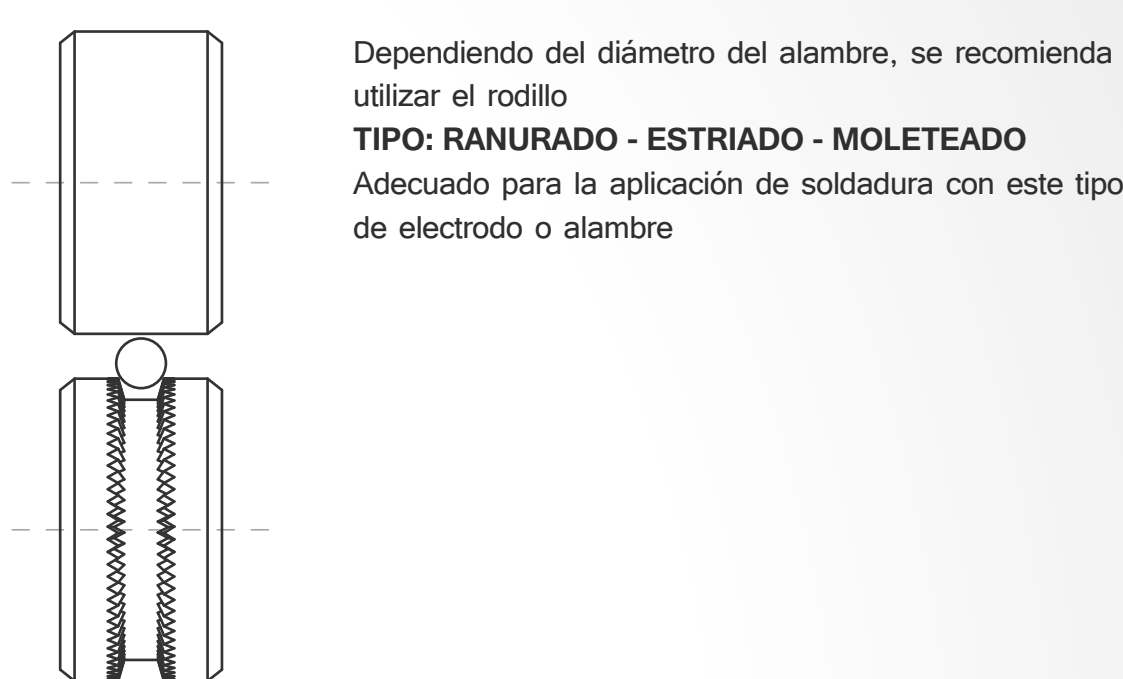 Dependiendo del diámetro del alambre, se recomienda
utilizar el rodillo
TIPO: RANURADO - ESTRIADO - MOLETEADO
Adecuado para la aplicación de soldadura con este tipo
de electrodo o alambre